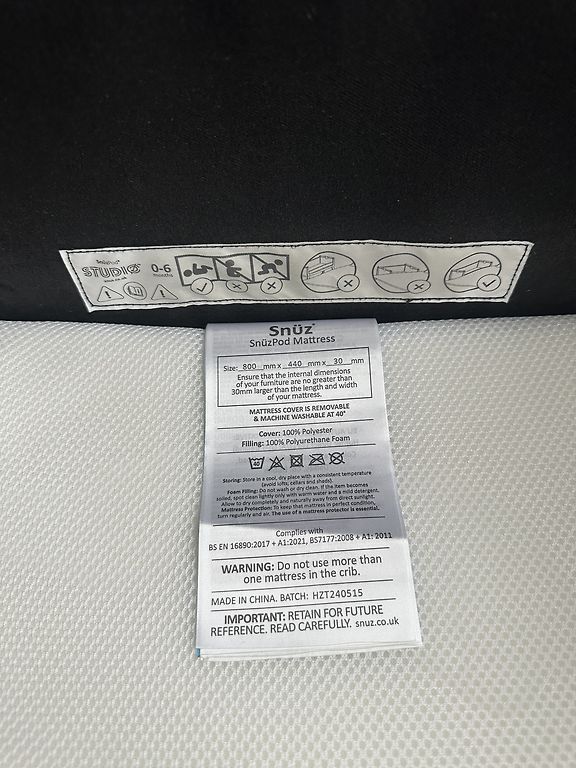 SnüzPod
STUDIO
0-6
months
Snüz
SnüzPod Mattress
Size: 800 mm x 440 mm x 30 mm
Ensure that the internal dimensions
of your furniture are no greater than
30mm larger than the length and width
of your mattress.
MATTRESS COVER IS REMOVABLE
& MACHINE WASHABLE AT 40°
Cover: 100% Polyester
Filling: 100% Polyurethane Foam
40
Storing: Store in a cool, dry place with a consistent temperature
(avoid lofts, cellars and sheds).
Foam Filling: Do not wash or dry clean. If the item becomes
soiled, spot clean lightly only with warm water and a mild detergent.
Allow to dry completely and naturally away from direct sunlight.
Mattress Protection: To keep that mattress in perfect condition,
turn regularly and air. The use of a mattress protector is essential.
Complies with
BS EN 16890:2017 + A1:2021, BS7177:2008 + A1: 2011
WARNING: Do not use more than
one mattress in the crib.
MADE IN CHINA. BATCH: HZT240515
IMPORTANT: RETAIN FOR FUTURE
REFERENCE. READ CAREFULLY. snuz.co.uk